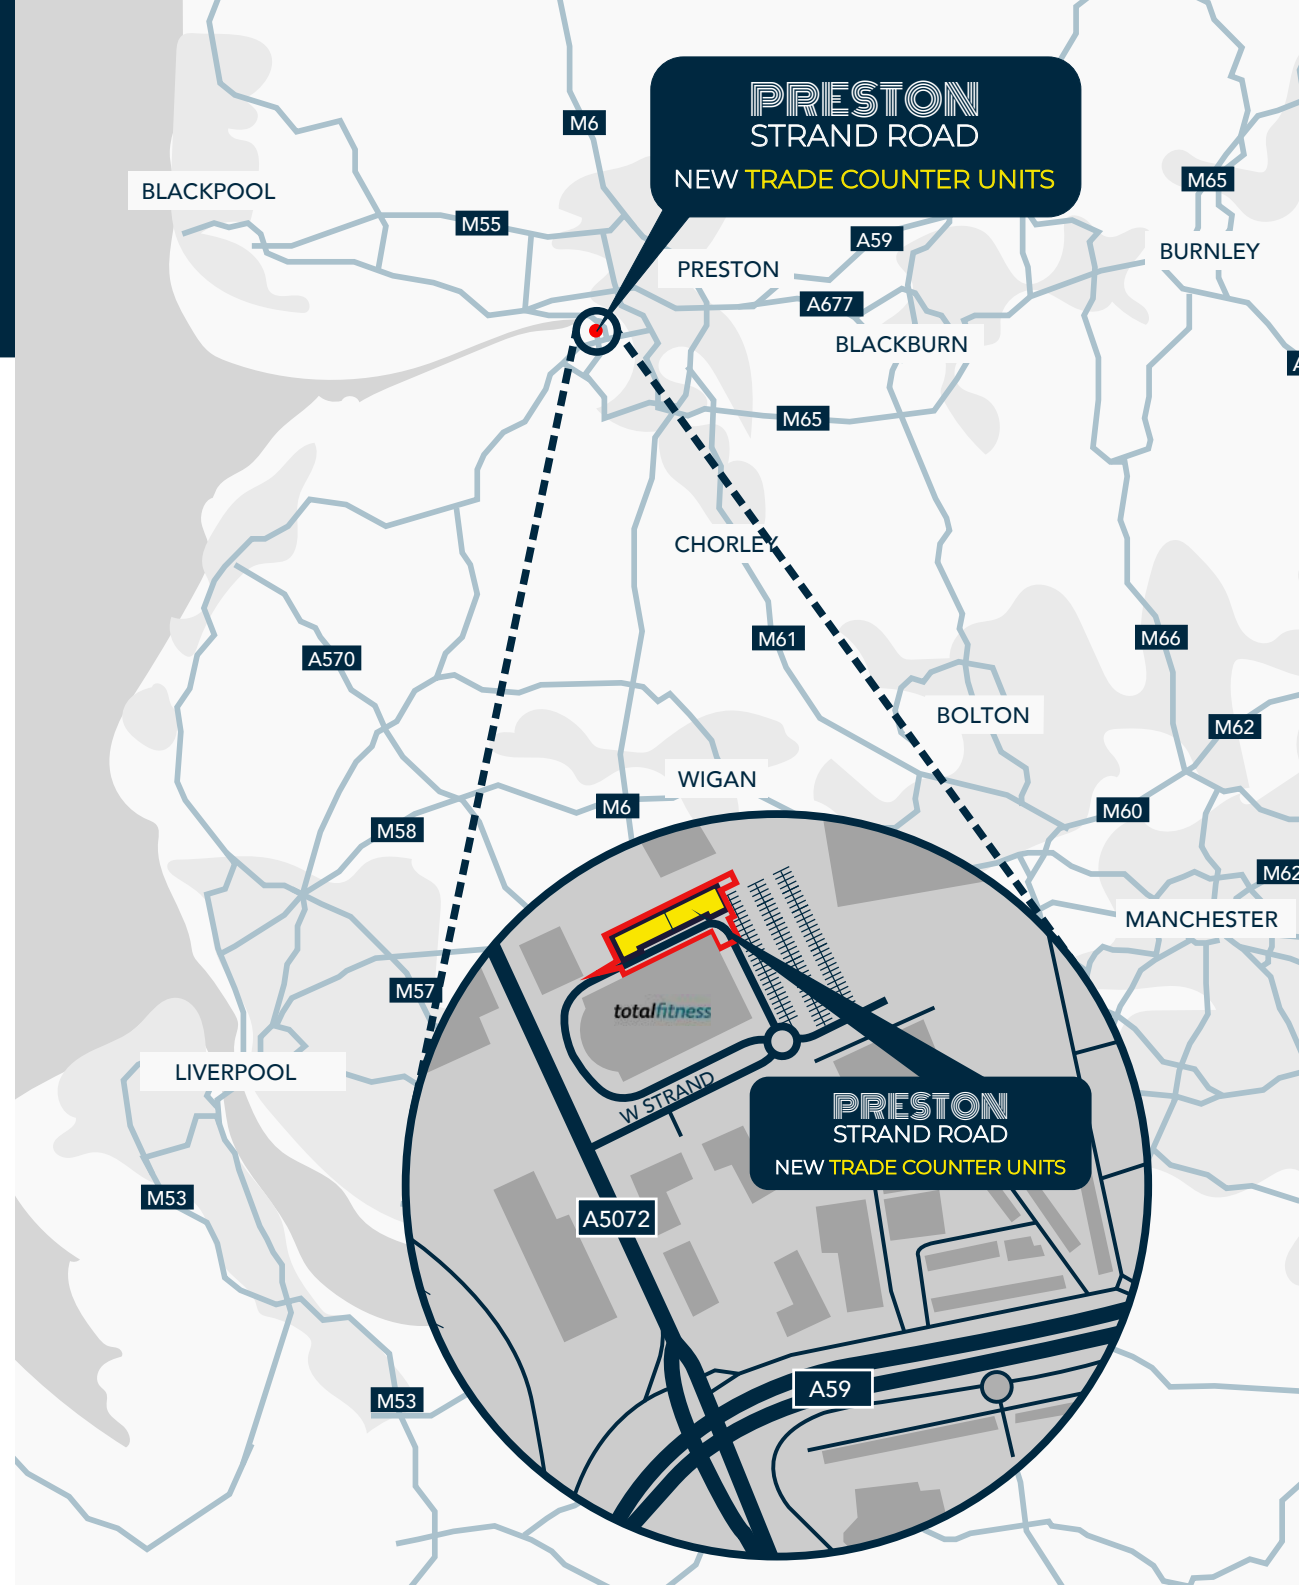 PRESTON
STRAND ROAD
NEW TRADE COUNTER UNITS
M6
M65
BLACKPOOL
M55
A59
BURNLEY
PRESTON
A677
BLACKBURN
A
M65
CHORLEY
M61
M66
A570
BOLTON
M62
WIGAN
M6
M60
M58
M62
MANCHESTER
M57
totalfitness
LIVERPOOL
W STRAND
PRESTON
STRAND ROAD
NEW TRADE COUNTER UNITS
M53
A5072
A59
M53